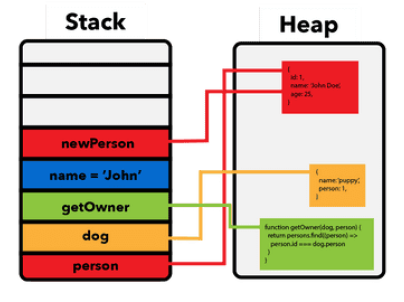 Stack
Heap
newPerson
name = ’John’
getOwner
dog
person
{
id: 1,
name: 'John Doe',
age: 25,
}
{
name: 'puppy',
person: 1,
}
function getOwner(dog, person) {
return persons.find((person) =>
person.id === dog.person
)
}